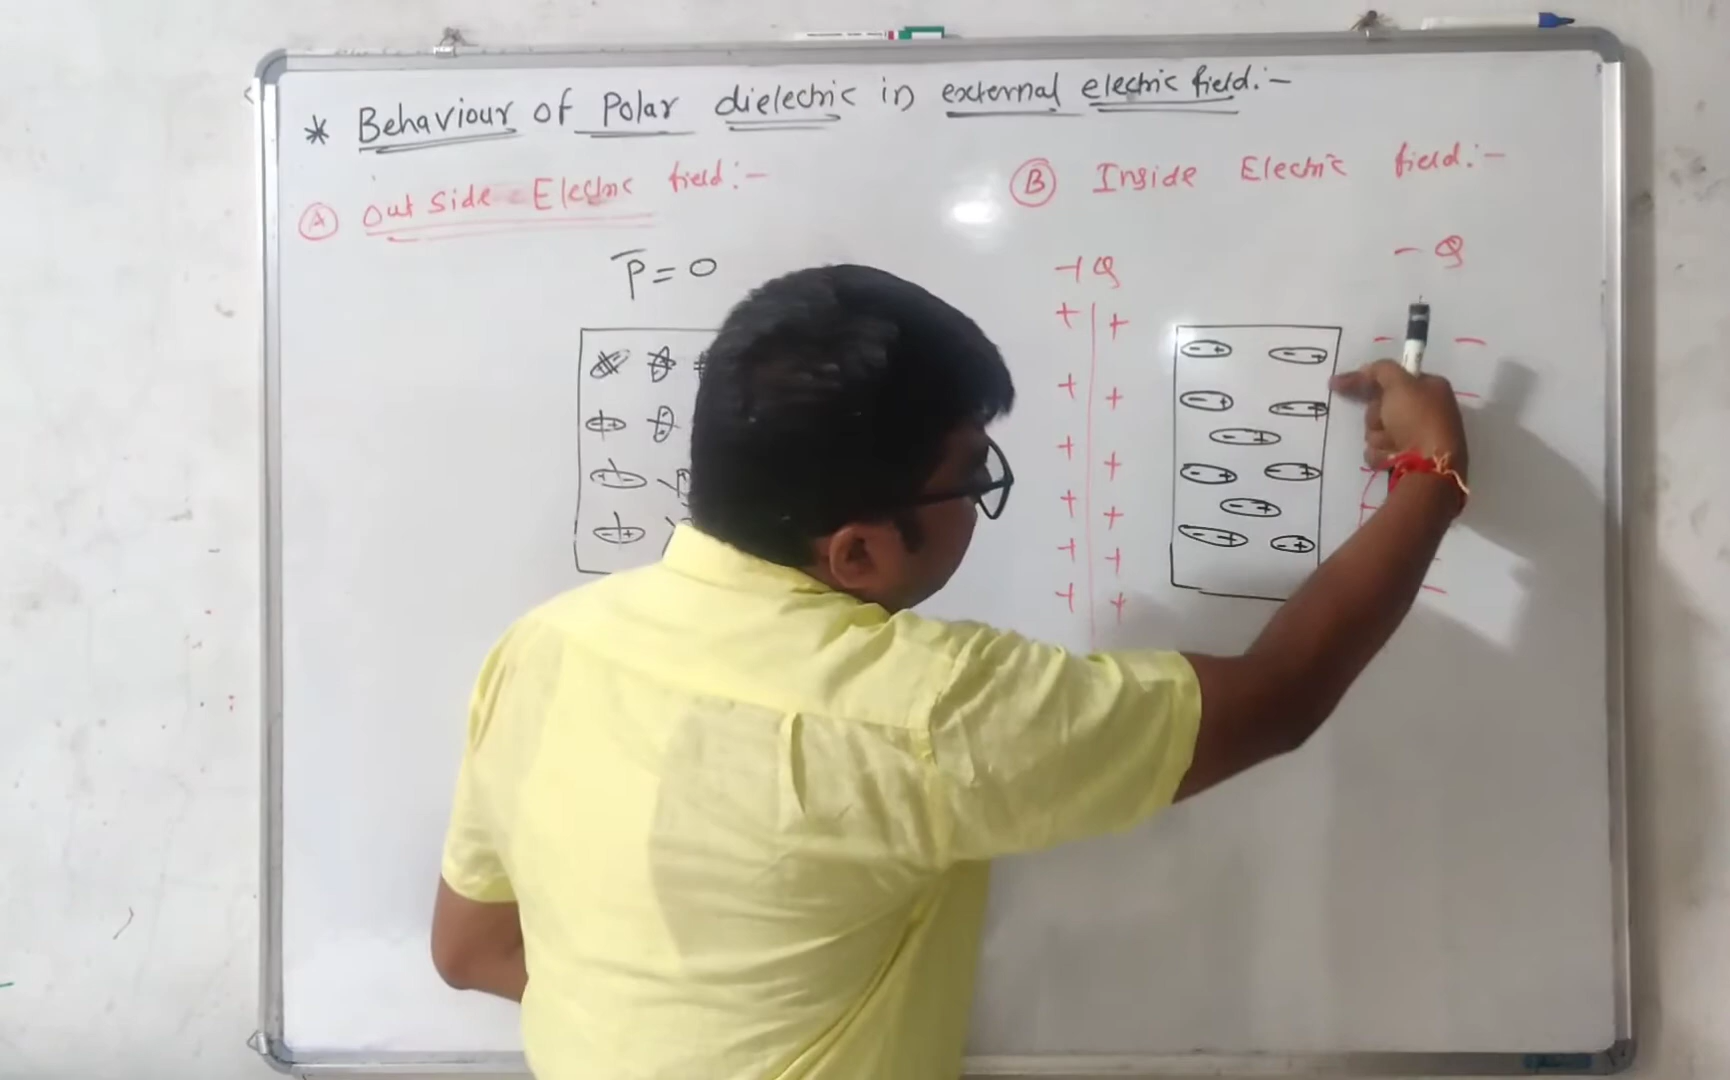 * Behaviour of Polar dielectric in external electric field:-
(A) Out Side Electric field:-
(B) Inside Electric field:-
P̅ = 0
+Q
- Q